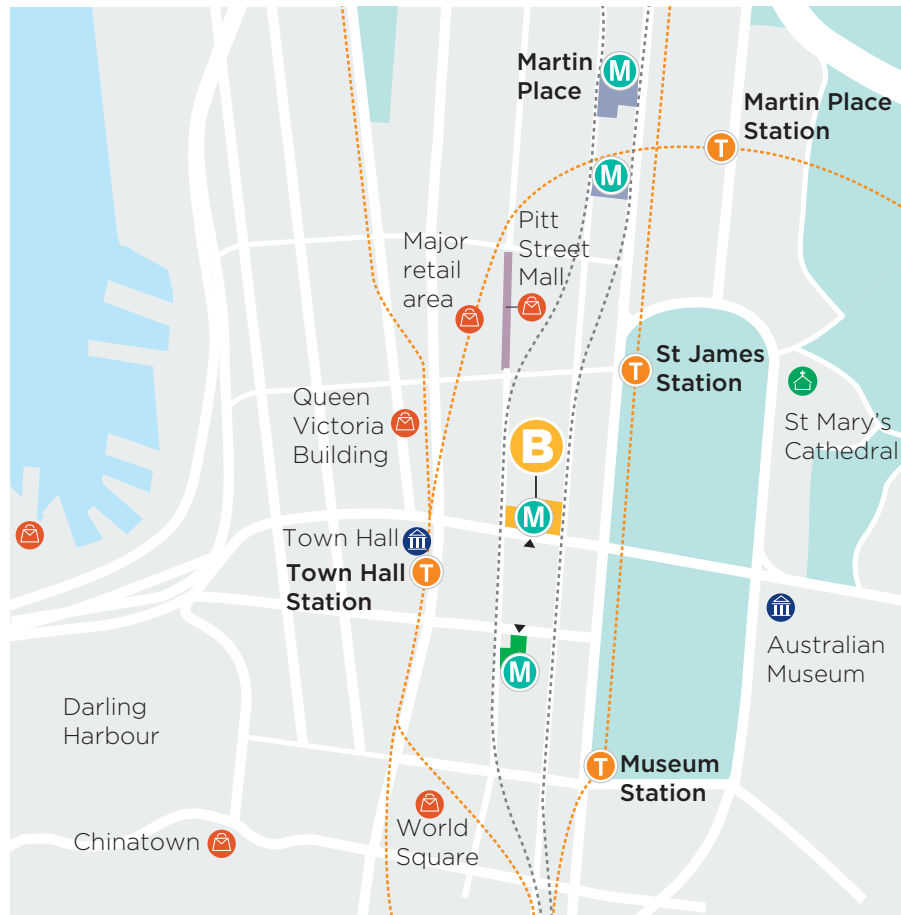 Martin
Place
M
Martin Place
Station
T
M
Major
retail
area
Pitt
Street
Mall
St James
Station
T
Queen
Victoria
Building
B
St Mary's
Cathedral
M
Town Hall
Town Hall
Station
T
Australian
Museum
M
Darling
Harbour
T
Museum
Station
World
Square
Chinatown